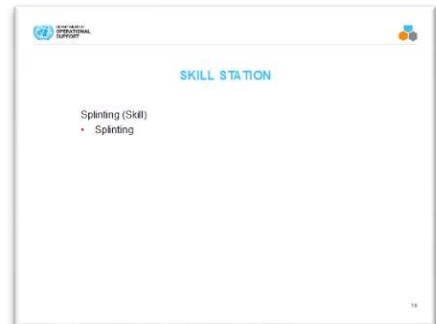 DEPARTMENT OF
OPERATIONAL
SUPPORT
SKILL STATION
Splinting (Skill)
• Splinting